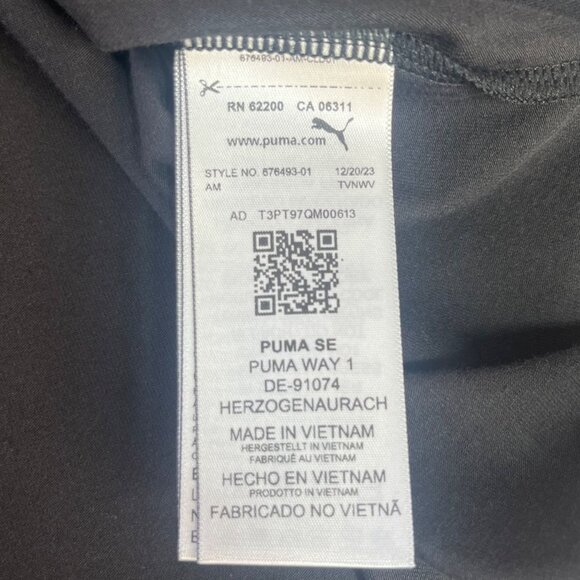 676493-01-AM-CLD01
RN 62200 CA 06311
www.puma.com
STYLE NO. 676493-01 12/20/23
AM TVNWV
AD T3PT97QM00613
PUMA SE
PUMA WAY 1
DE-91074
HERZOGENAURACH
MADE IN VIETNAM
HERGESTELLT IN VIETNAM
FABRIQUÉ AU VIETNAM
HECHO EN VIETNAM
PRODOTTO IN VIETNAM
FABRICADO NO VIETNÃ